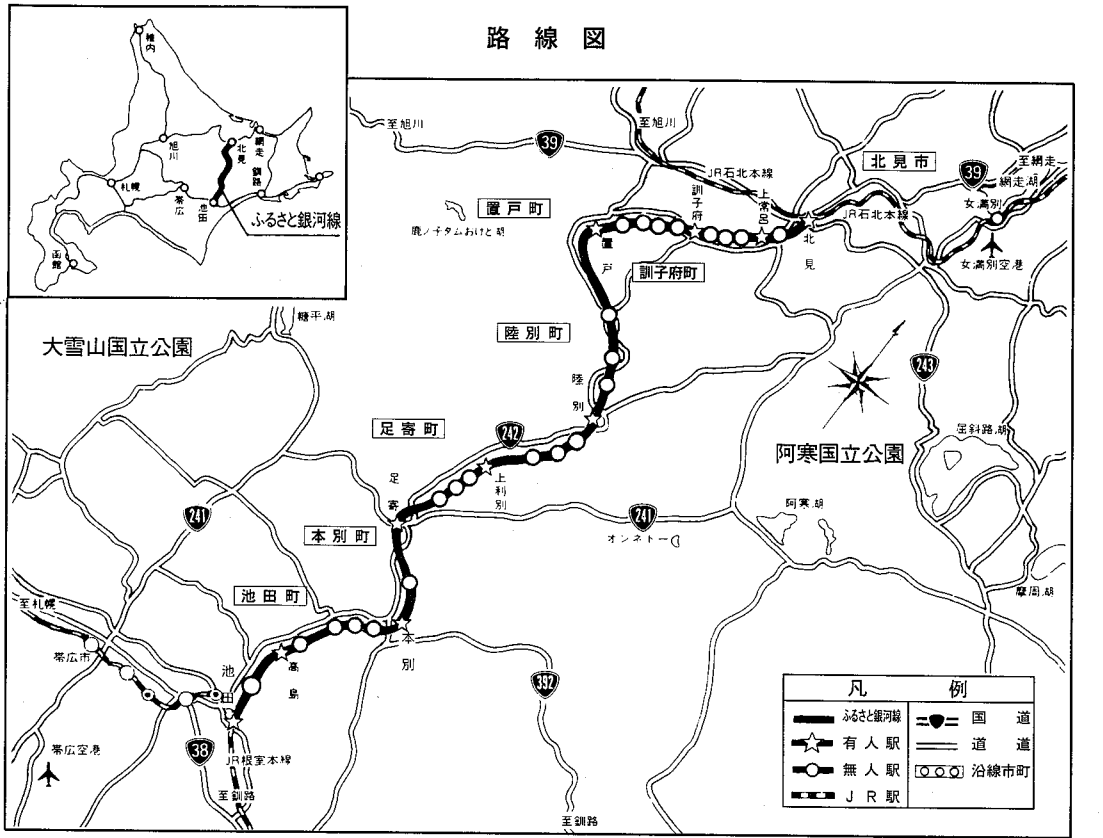 路線図
稚内
旭川
北見
網走
釧路
札幌
帯広
池田
函館
ふるさと銀河線
至旭川
39
至旭川
JR石北本線
北見市
39
至網走
網走湖
女満別
JR石北本線
女満別空港
置戸町
鹿ノ子ダムおけと湖
訓子府
上常呂
置戸
北見
訓子府町
糠平湖
大雪山国立公園
陸別町
陸別
243
足寄町
242
阿寒国立公園
屈斜路湖
足寄
上利別
241
241
阿寒湖
オンネトー
本別町
池田町
摩周湖
至札幌
帯広市
本別
池田
高島
392
38
帯広空港
JR根室本線
至釧路
至釧路
凡例
ふるさと銀河線
国道
有人駅
道道
無人駅
沿線市町
JR駅